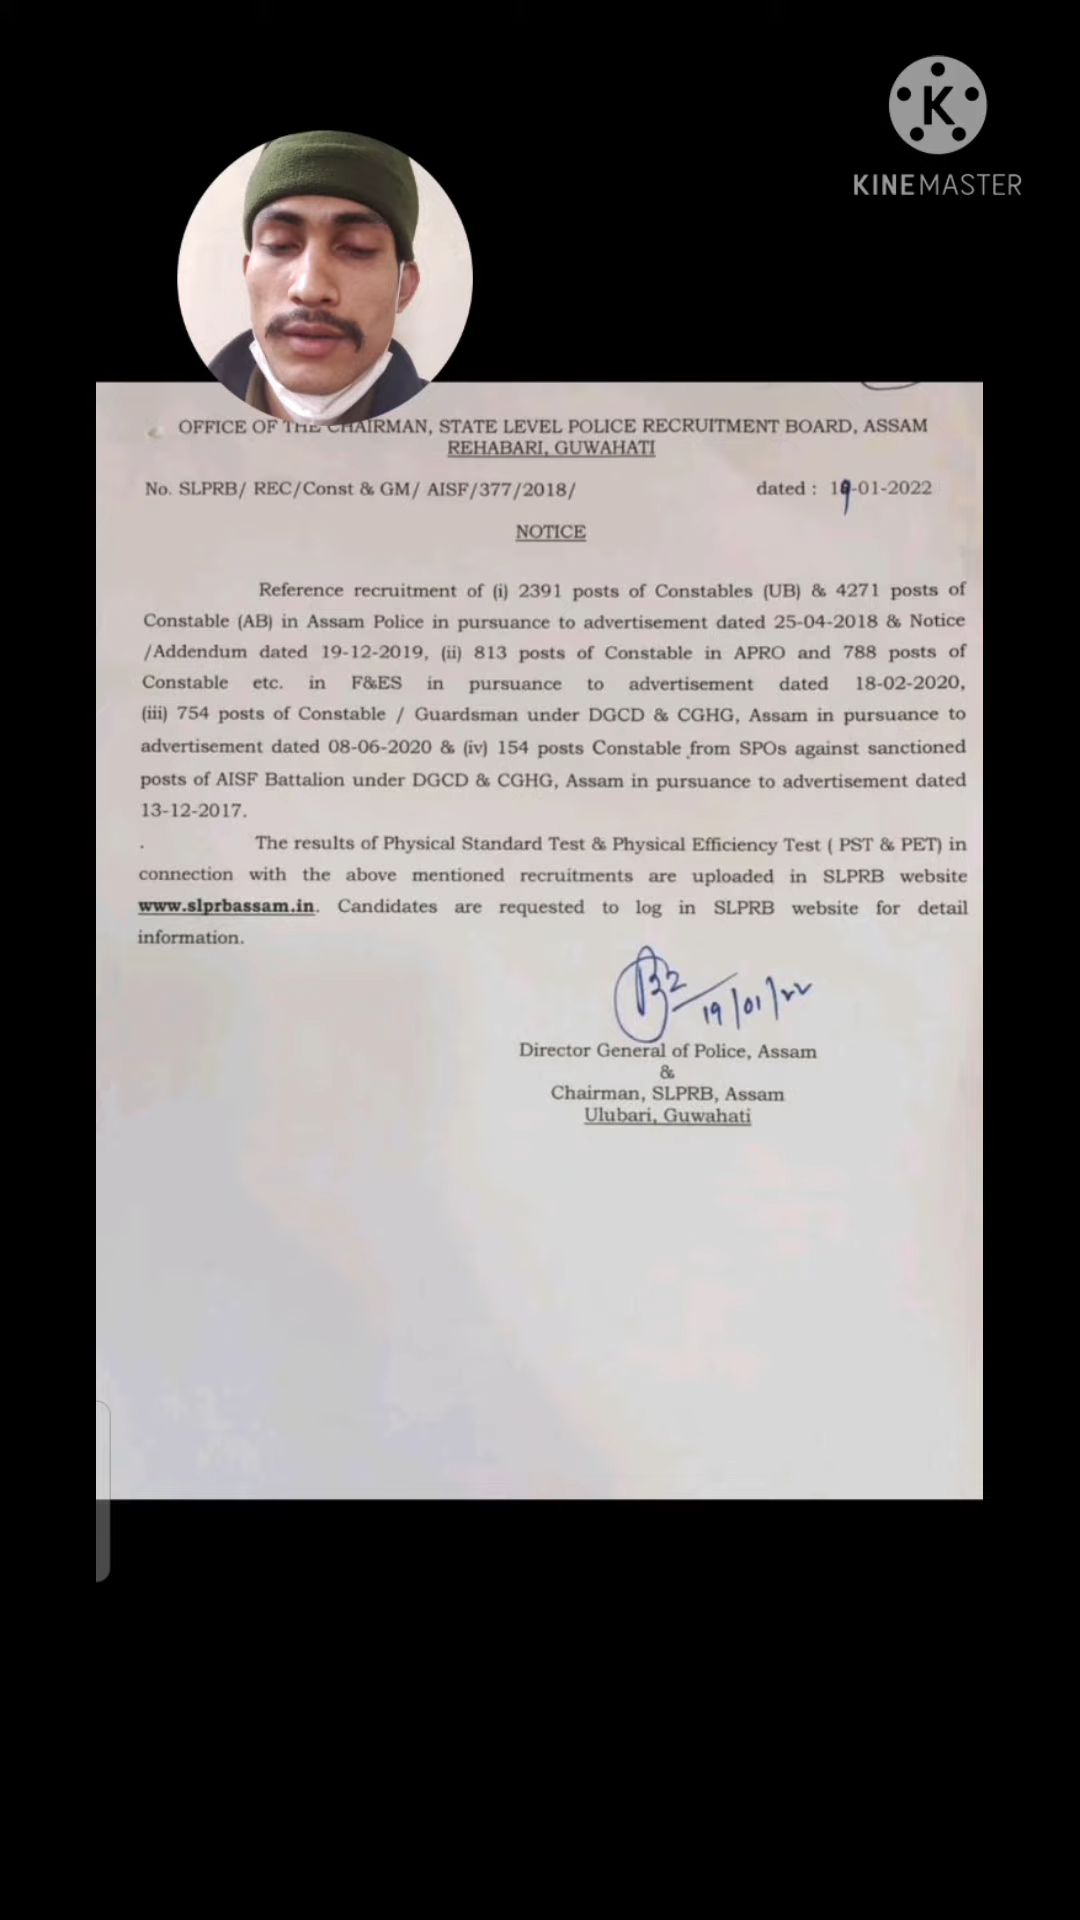 KINEMASTER
OFFICE OF THE CHAIRMAN, STATE LEVEL POLICE RECRUITMENT BOARD, ASSAM
REHABARI, GUWAHATI
No. SLPRB/ REC/Const & GM/ AISF/377/2018/ dated : 19-01-2022
NOTICE
Reference recruitment of (i) 2391 posts of Constables (UB) & 4271 posts of
Constable (AB) in Assam Police in pursuance to advertisement dated 25-04-2018 & Notice
/Addendum dated 19-12-2019, (ii) 813 posts of Constable in APRO and 788 posts of
Constable etc. in F&ES in pursuance to advertisement dated 18-02-2020,
(iii) 754 posts of Constable / Guardsman under DGCD & CGHG, Assam in pursuance to
advertisement dated 08-06-2020 & (iv) 154 posts Constable from SPOs against sanctioned
posts of AISF Battalion under DGCD & CGHG, Assam in pursuance to advertisement dated
13-12-2017.
The results of Physical Standard Test & Physical Efficiency Test ( PST & PET) in
connection with the above mentioned recruitments are uploaded in SLPRB website
www.slprbassam.in. Candidates are requested to log in SLPRB website for detail
information.
19/01/22
Director General of Police, Assam
&
Chairman, SLPRB, Assam
Ulubari, Guwahati